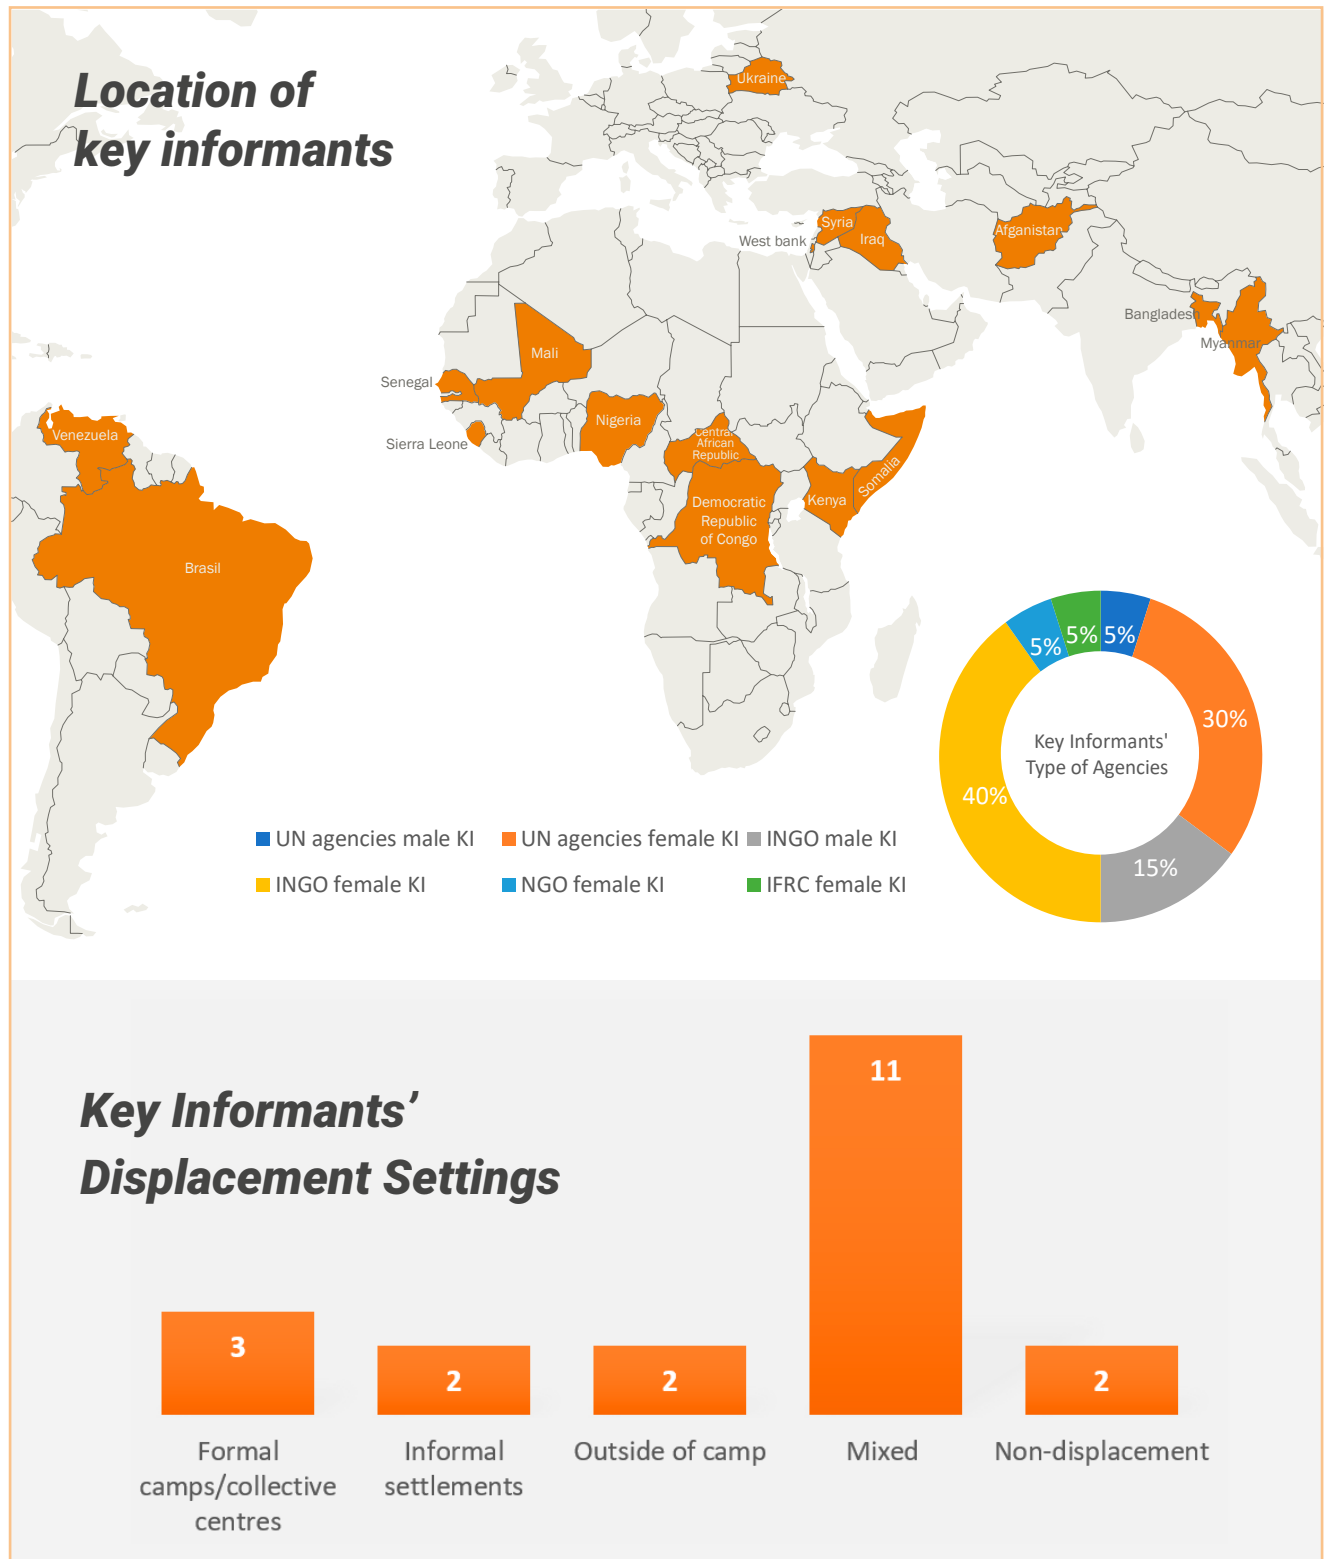 Location of
key informants
Ukraine
Syria
West bank
Iraq
Afganistan
Bangladesh
Myanmar
Mali
Senegal
Nigeria
Sierra Leone
Central
African
Republic
Somalia
Kenya
Democratic
Republic
of Congo
Venezuela
Brasil
5%
5%
5%
30%
40%
15%
Key Informants'
Type of Agencies
UN agencies male KI
UN agencies female KI
INGO male KI
INGO female KI
NGO female KI
IFRC female KI
Key Informants’
Displacement Settings
3
2
2
11
2
Formal
camps/collective
centres
Informal
settlements
Outside of camp
Mixed
Non-displacement